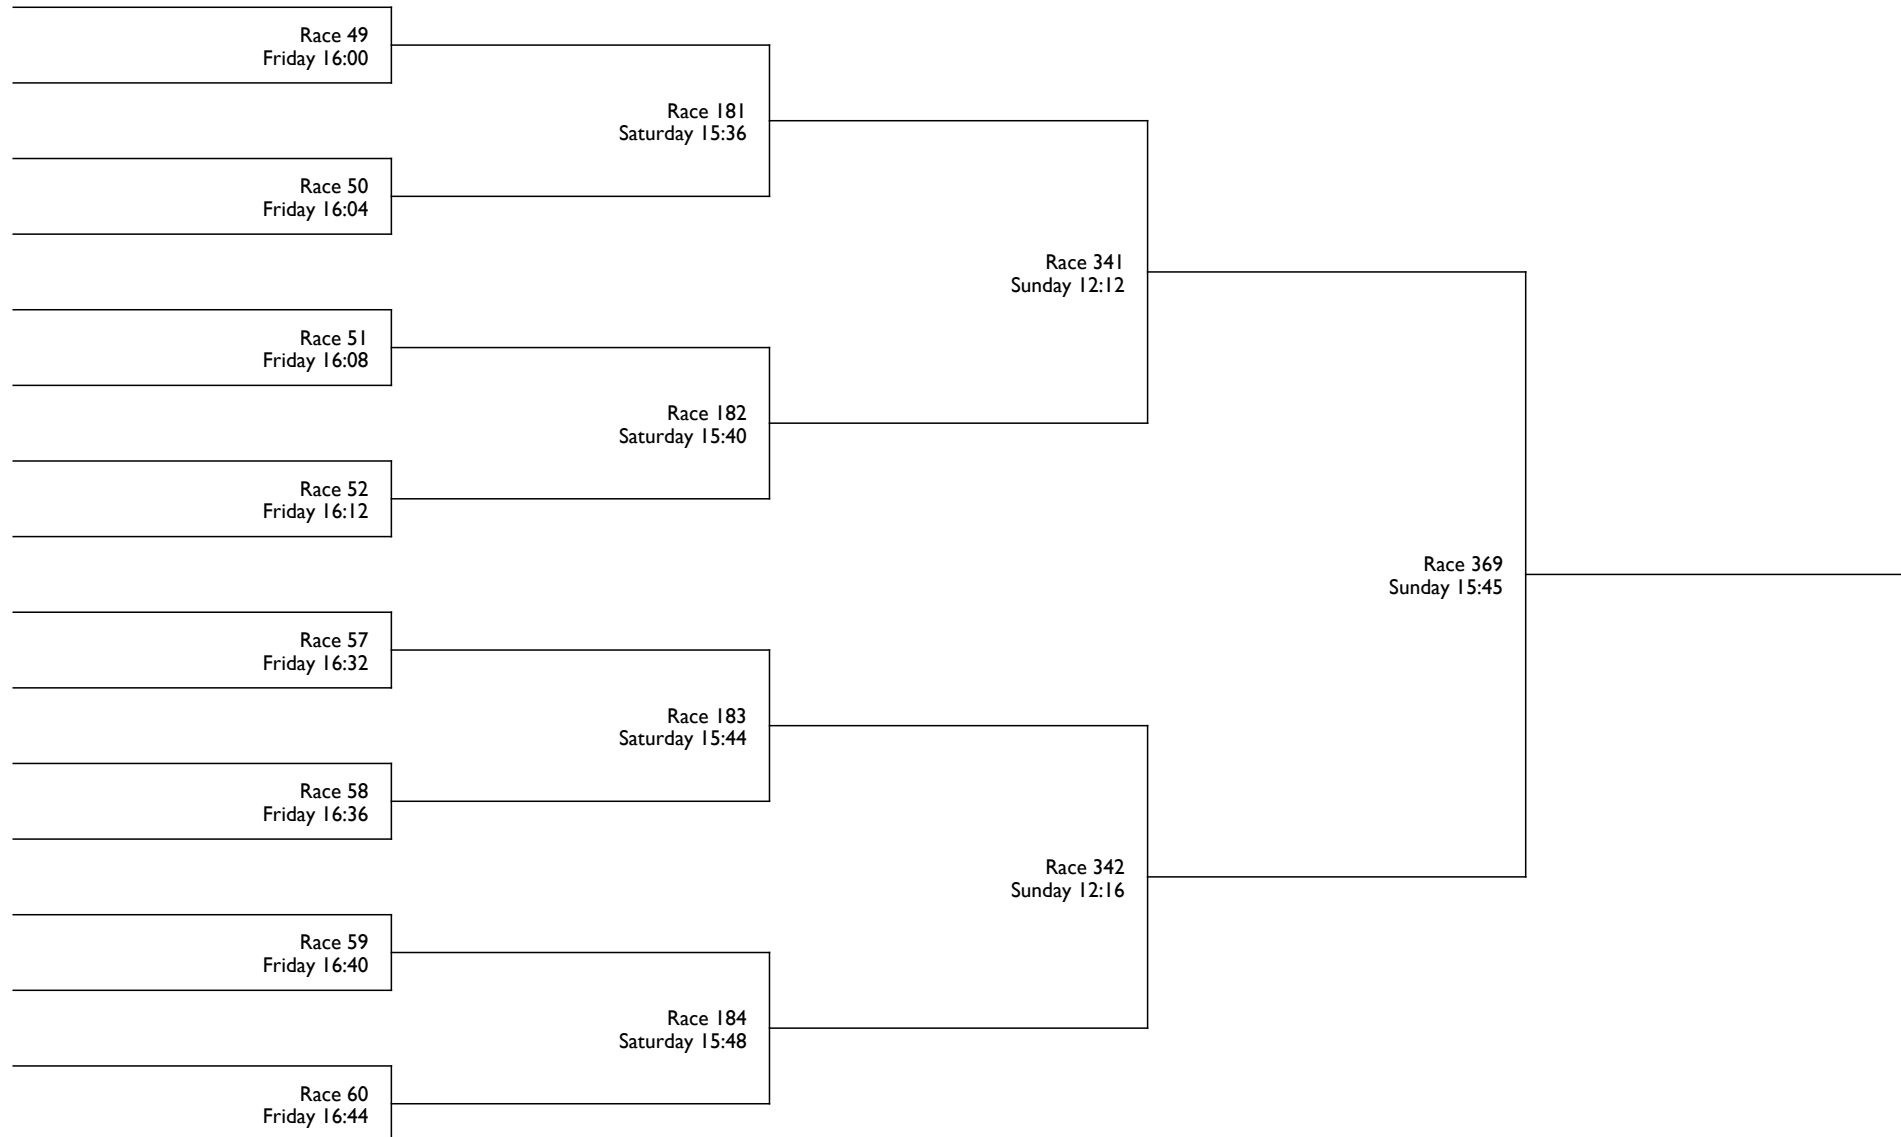 Race 49
Friday 16:00
Race 181
Saturday 15:36
Race 50
Friday 16:04
Race 341
Sunday 12:12
Race 51
Friday 16:08
Race 182
Saturday 15:40
Race 52
Friday 16:12
Race 369
Sunday 15:45
Race 57
Friday 16:32
Race 183
Saturday 15:44
Race 58
Friday 16:36
Race 342
Sunday 12:16
Race 59
Friday 16:40
Race 184
Saturday 15:48
Race 60
Friday 16:44